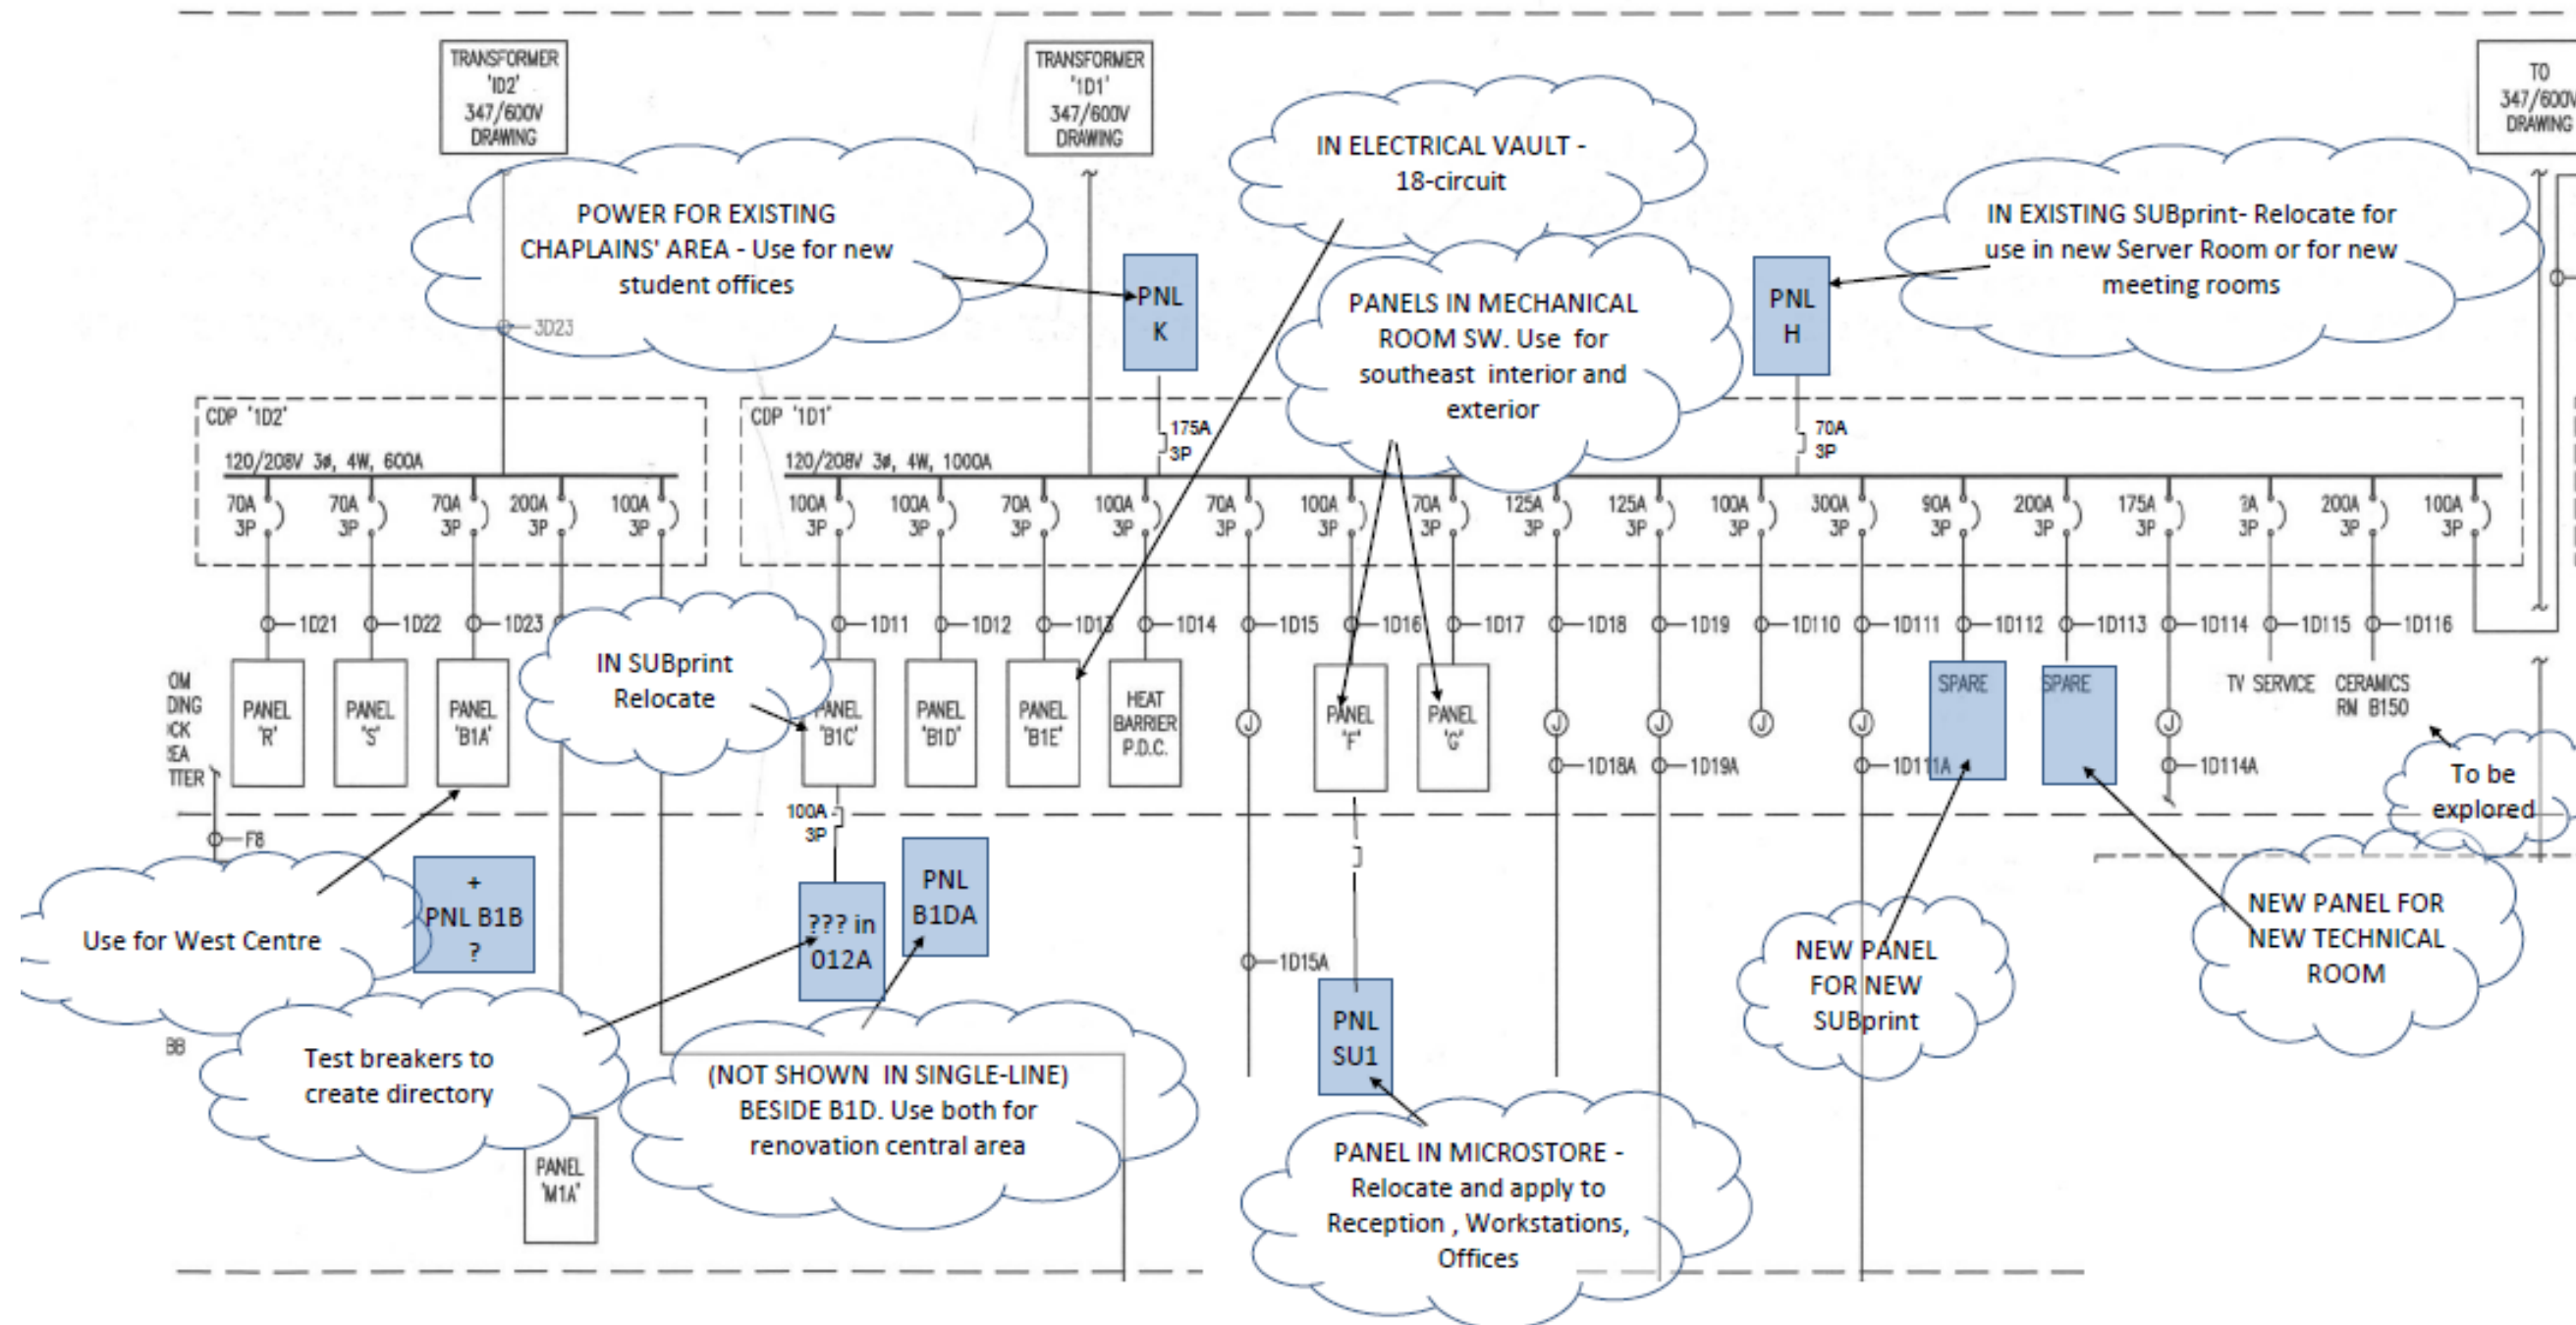 TRANSFORMER
'1D2'
347/600V
DRAWING
TRANSFORMER
'1D1'
347/600V
DRAWING
TO
347/600V
DRAWING
IN ELECTRICAL VAULT -
18-circuit
POWER FOR EXISTING
CHAPLAINS' AREA - Use for new
student offices
IN EXISTING SUBprint- Relocate for
use in new Server Room or for new
meeting rooms
PNL
K
PANELS IN MECHANICAL
ROOM SW. Use for
southeast interior and
exterior
PNL
H
3D23
CDP '1D2'
120/208V 3ø, 4W, 600A
CDP '1D1'
120/208V 3ø, 4W, 1000A
175A
3P
70A
3P
70A
3P
70A
3P
70A
3P
200A
3P
100A
3P
100A
3P
100A
3P
70A
3P
100A
3P
70A
3P
100A
3P
70A
3P
125A
3P
125A
3P
100A
3P
300A
3P
90A
3P
200A
3P
175A
3P
?A
3P
200A
3P
100A
3P
1D21
1D22
1D23
1D11
1D12
1D13
1D14
1D15
1D16
1D17
1D18
1D19
1D110
1D111
1D112
1D113
1D114
1D115
1D116
IN SUBprint
Relocate
PANEL
'R'
PANEL
'S'
PANEL
'B1A'
PANEL
'B1C'
PANEL
'B1D'
PANEL
'B1E'
HEAT
BARRIER
P.D.C.
J
PANEL
'F'
PANEL
'G'
J
J
J
J
SPARE
SPARE
J
TV SERVICE
CERAMICS
RM B150
1D18A
1D19A
1D111A
1D114A
To be
explored
100A
3P
F8
Use for West Centre
+
PNL B1B
?
??? in
012A
PNL
B1DA
1D15A
NEW PANEL
FOR NEW
SUBprint
NEW PANEL FOR
NEW TECHNICAL
ROOM
Test breakers to
create directory
(NOT SHOWN IN SINGLE-LINE)
BESIDE B1D. Use both for
renovation central area
PNL
SU1
PANEL
'M1A'
PANEL IN MICROSTORE -
Relocate and apply to
Reception , Workstations,
Offices